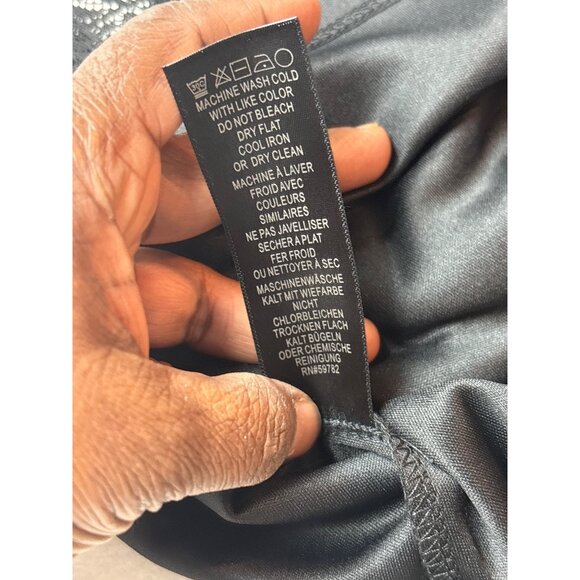 30C
MACHINE WASH COLD
WITH LIKE COLOR
DO NOT BLEACH
DRY FLAT
COOL IRON
OR DRY CLEAN
MACHINE À LAVER
FROID AVEC
COULEURS
SIMILAIRES
NE PAS JAVELLISER
SECHER A PLAT
FER FROID
OU NETTOYER À SEC
MASCHINENWÄSCHE
KALT MIT WIEFARBE
NICHT
CHLORBLEICHEN
TROCKNEN FLACH
KALT BÜGELN
ODER CHEMISCHE
REINIGUNG
RN#59782